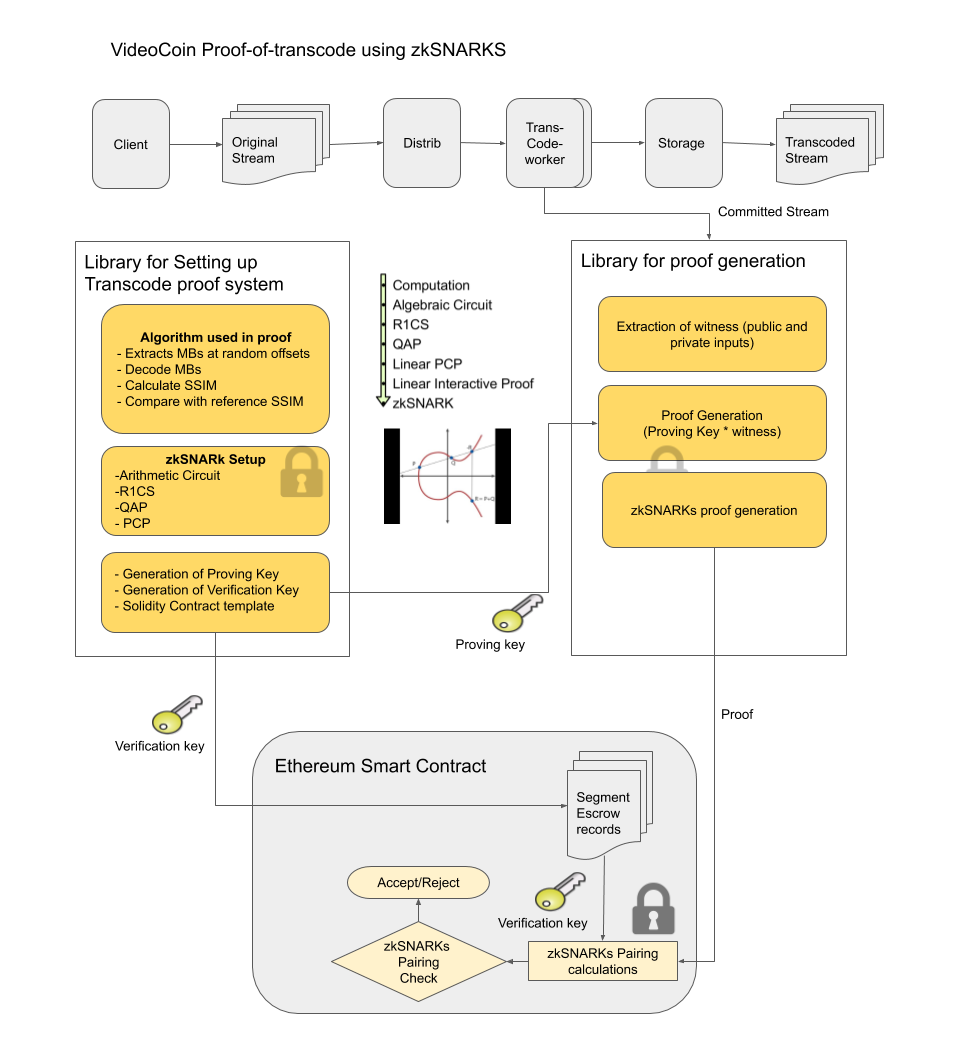 VideoCoin Proof-of-transcode using zkSNARKS
Client
Original
Stream
Distrib
Trans-
Code-
worker
Storage
Transcoded
Stream
Committed Stream
Library for Setting up
Transcode proof system
Algorithm used in proof
- Extracts MBs at random offsets
- Decode MBs
- Calculate SSIM
- Compare with reference SSIM
zkSNARk Setup
-Arithmetic Circuit
-R1CS
-QAP
- PCP
- Generation of Proving Key
- Generation of Verification Key
- Solidity Contract template
Computation
Algebraic Circuit
R1CS
QAP
Linear PCP
Linear Interactive Proof
zkSNARK
P
Q
R = P+Q
Library for proof generation
Extraction of witness (public and
private inputs)
Proof Generation
(Proving Key * witness)
zkSNARKs proof generation
Proving key
Verification key
Proof
Ethereum Smart Contract
Segment
Escrow
records
Accept/Reject
Verification key
zkSNARKs
Pairing
Check
zkSNARKs Pairing
calculations